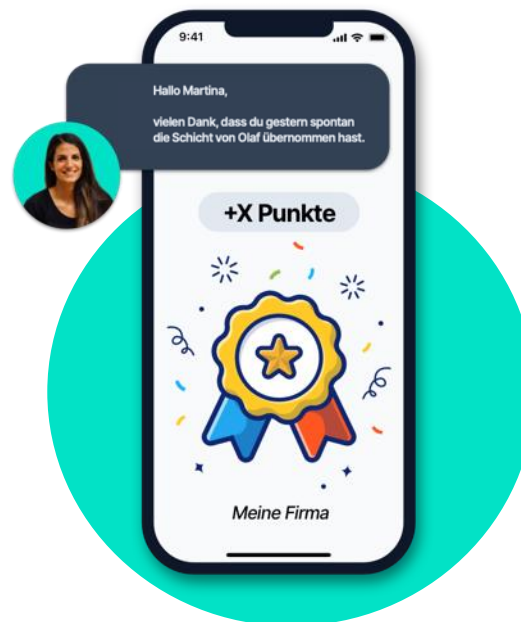 9:41
Hallo Martina,
vielen Dank, dass du gestern spontan
die Schicht von Olaf übernommen hast.
+X Punkte
Meine Firma